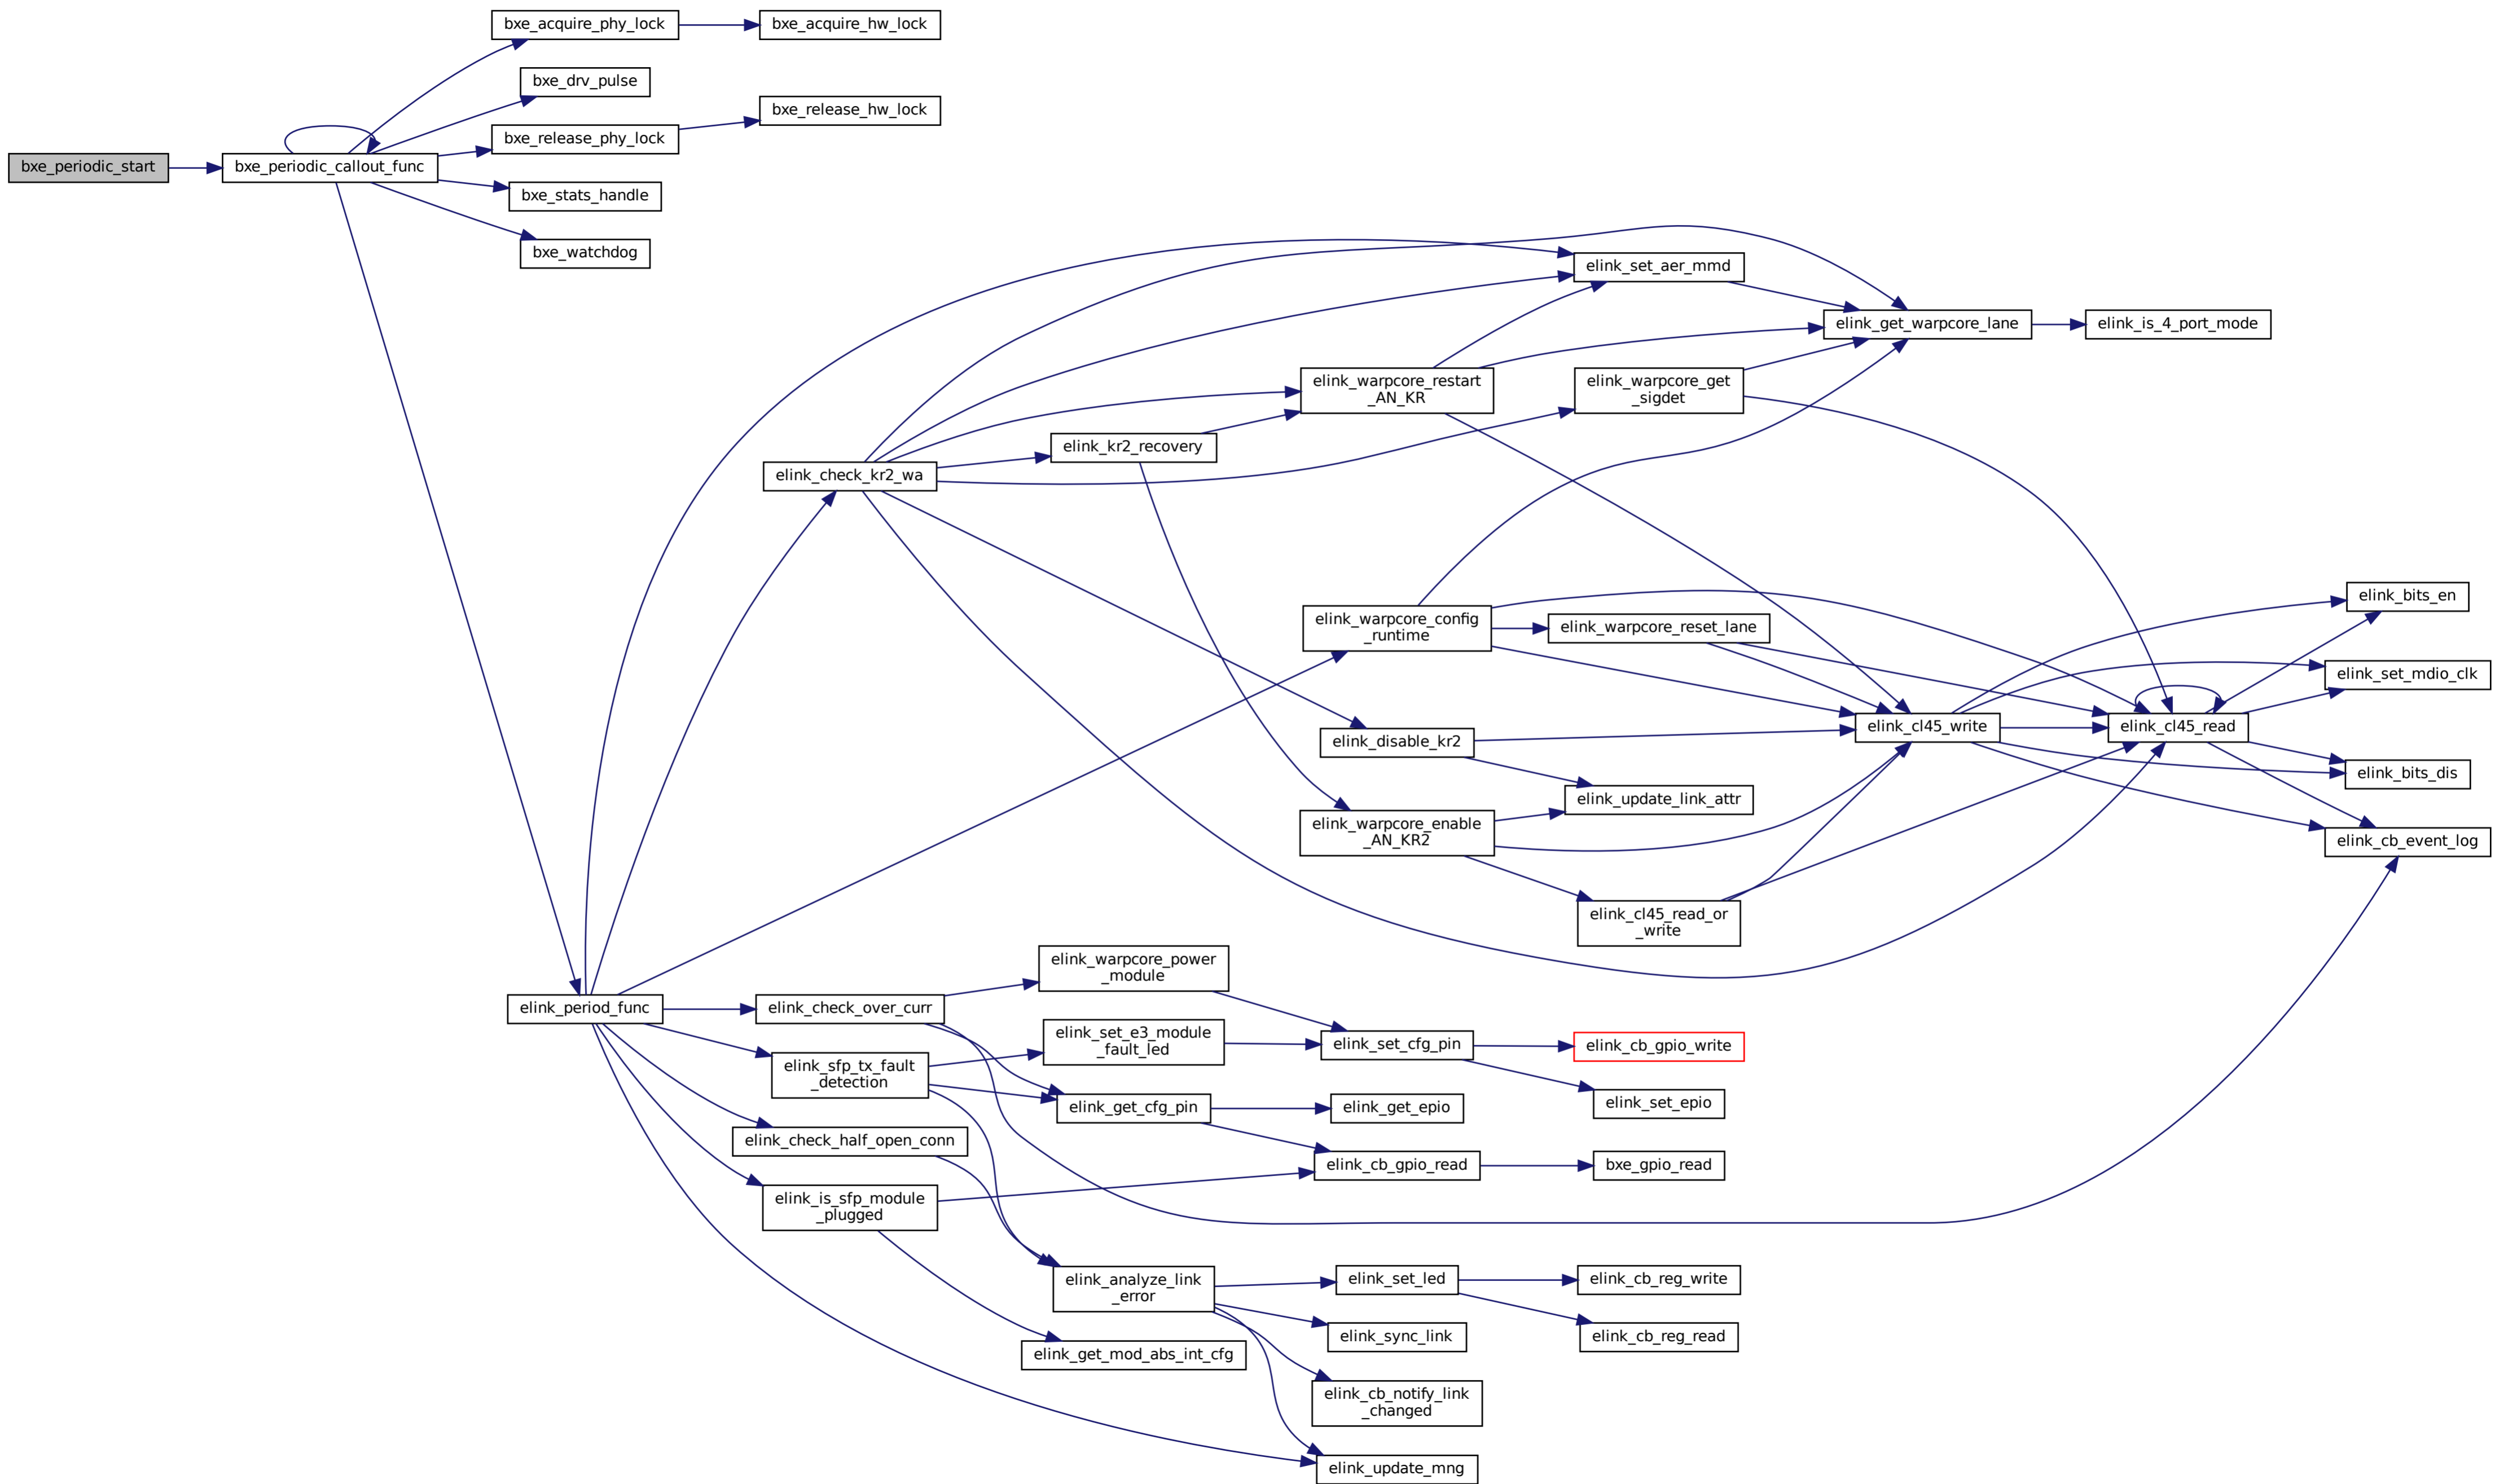 bxe_acquire_phy_lock
bxe_acquire_hw_lock
bxe_drv_pulse
bxe_release_hw_lock
bxe_release_phy_lock
bxe_periodic_start
bxe_periodic_callout_func
bxe_stats_handle
bxe_watchdog
elink_set_aer_mmd
elink_get_warpcore_lane
elink_is_4_port_mode
elink_warpcore_restart
_AN_KR
elink_warpcore_get
_sigdet
elink_kr2_recovery
elink_check_kr2_wa
elink_bits_en
elink_warpcore_config
_runtime
elink_warpcore_reset_lane
elink_set_mdio_clk
elink_cl45_write
elink_cl45_read
elink_disable_kr2
elink_bits_dis
elink_update_link_attr
elink_warpcore_enable
_AN_KR2
elink_cb_event_log
elink_cl45_read_or
_write
elink_warpcore_power
_module
elink_period_func
elink_check_over_curr
elink_set_e3_module
_fault_led
elink_set_cfg_pin
elink_cb_gpio_write
elink_sfp_tx_fault
_detection
elink_set_epio
elink_get_cfg_pin
elink_get_epio
elink_check_half_open_conn
elink_cb_gpio_read
bxe_gpio_read
elink_is_sfp_module
_plugged
elink_analyze_link
_error
elink_set_led
elink_cb_reg_write
elink_sync_link
elink_cb_reg_read
elink_get_mod_abs_int_cfg
elink_cb_notify_link
_changed
elink_update_mng